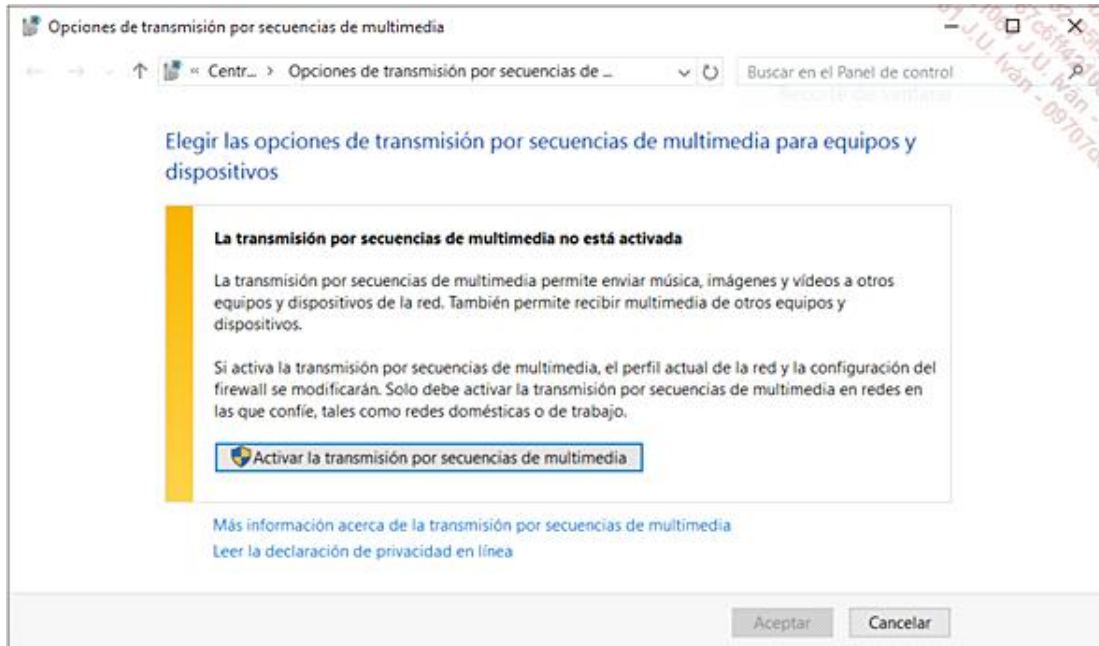 Opciones de transmisión por secuencias de multimedia
« Centr... > Opciones de transmisión por secuencias de ...
Buscar en el Panel de control
Elegir las opciones de transmisión por secuencias de multimedia para equipos y
dispositivos
La transmisión por secuencias de multimedia no está activada
La transmisión por secuencias de multimedia permite enviar música, imágenes y vídeos a otros
equipos y dispositivos de la red. También permite recibir multimedia de otros equipos y
dispositivos.
Si activa la transmisión por secuencias de multimedia, el perfil actual de la red y la configuración del
firewall se modificarán. Solo debe activar la transmisión por secuencias de multimedia en redes en
las que confíe, tales como redes domésticas o de trabajo.
Activar la transmisión por secuencias de multimedia
Más información acerca de la transmisión por secuencias de multimedia
Leer la declaración de privacidad en línea
Aceptar
Cancelar
J.U. Iván